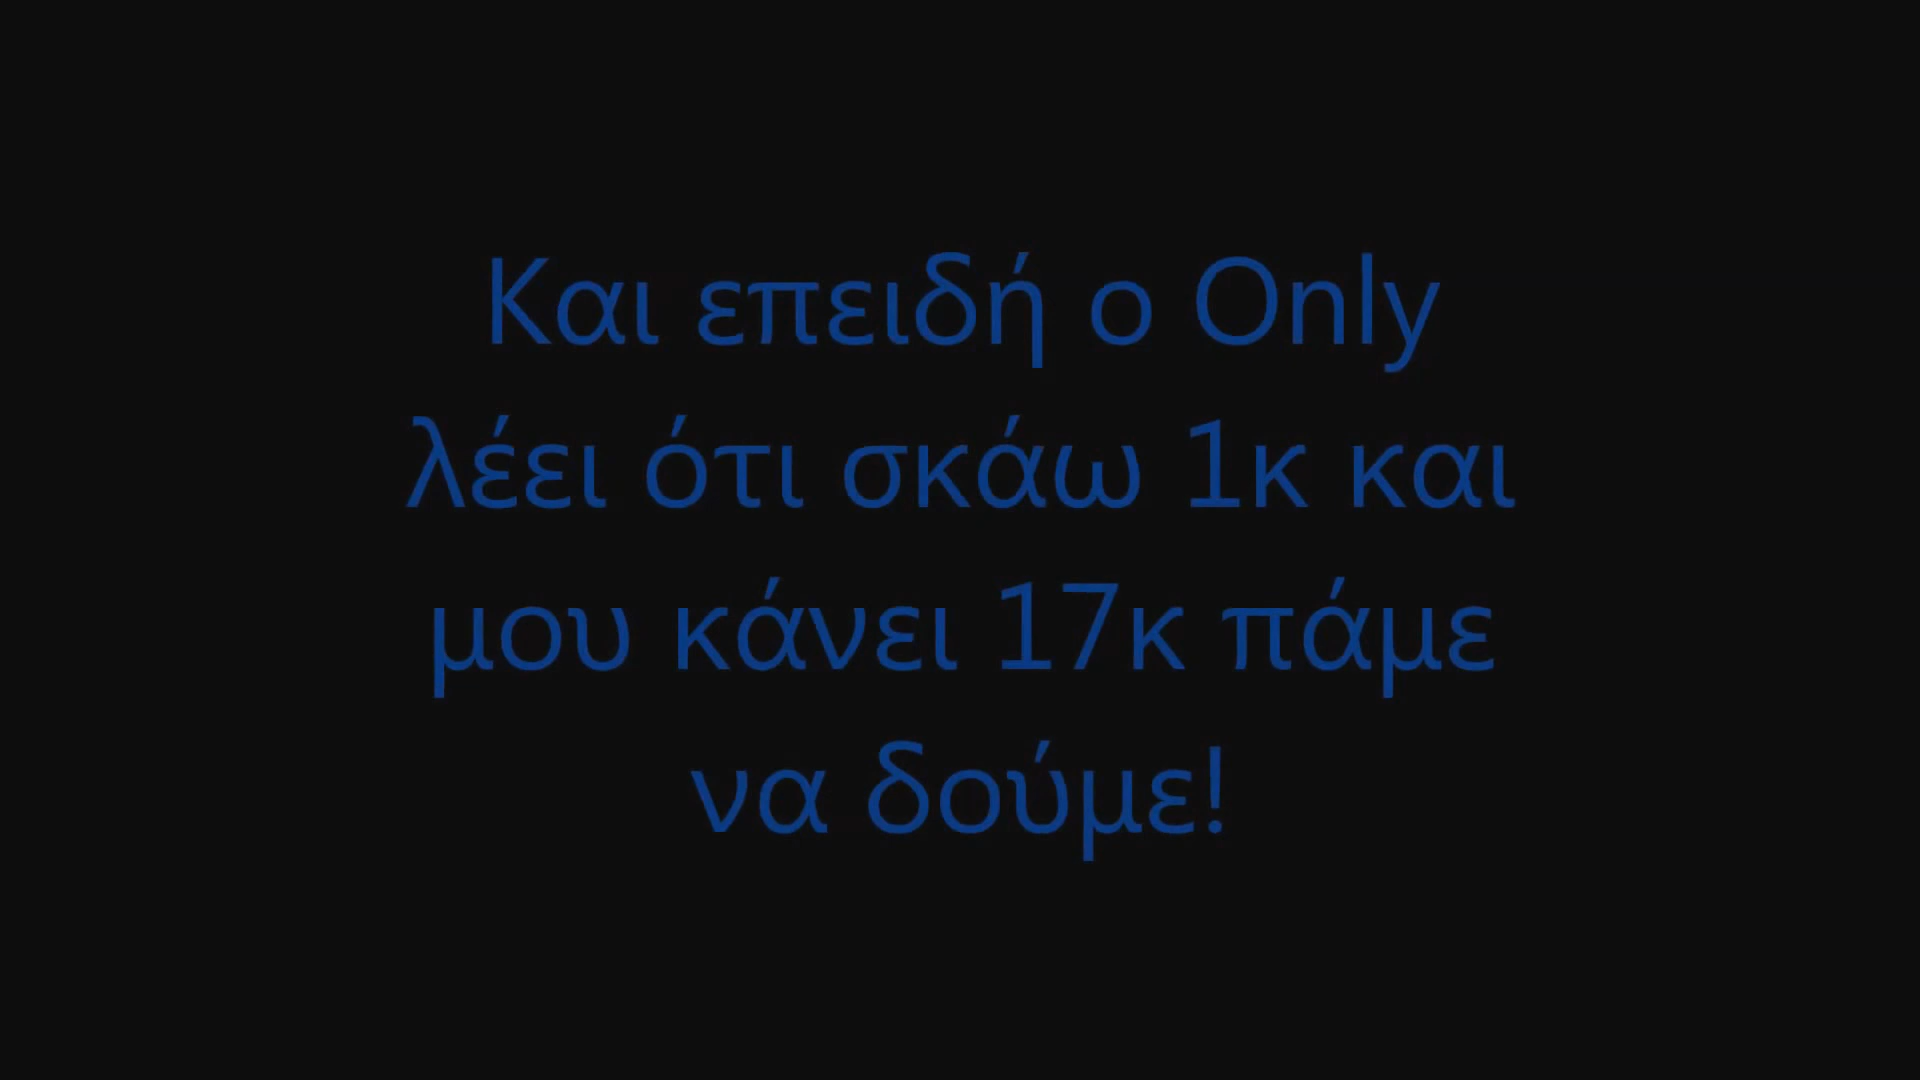 Και επειδή ο Only
λέει ότι σκάω 1κ και
μου κάνει 17κ πάμε
να δούμε!